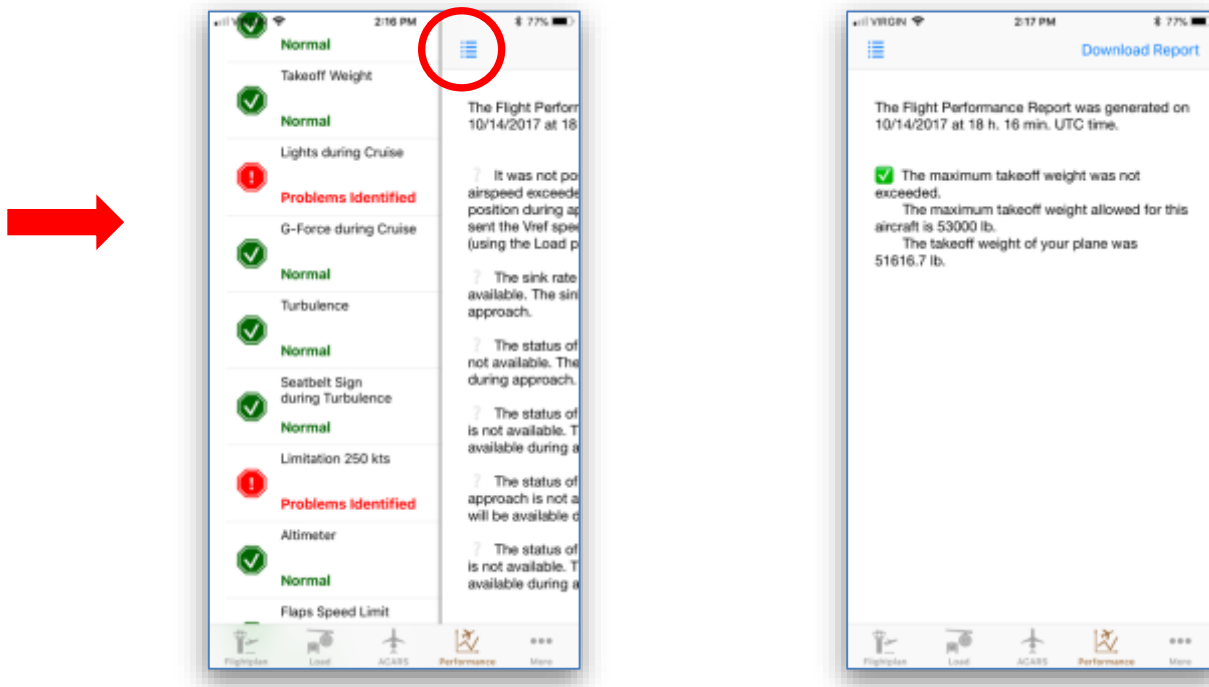 VIRGIN 2:16 PM 77%
Normal
Takeoff Weight
Normal
Lights during Cruise
Problems Identified
G-Force during Cruise
Normal
Turbulence
Normal
Seatbelt Sign
during Turbulence
Normal
Limitation 250 kts
Problems Identified
Altimeter
Normal
Flaps Speed Limit
The Flight Perforr
10/14/2017 at 18
? It was not po
airspeed exceede
position during ap
sent the Vref spee
(using the Load p
? The sink rate
available. The sin
approach.
? The status of
not available. The
during approach.
? The status of
is not available. T
available during a
? The status of
approach is not a
will be available d
? The status of
is not available. T
available during a
Flightplan Load ACARS Performance More
VIRGIN 2:17 PM 77%
Download Report
The Flight Performance Report was generated on
10/14/2017 at 18 h. 16 min. UTC time.
The maximum takeoff weight was not
exceeded.
The maximum takeoff weight allowed for this
aircraft is 53000 lb.
The takeoff weight of your plane was
51616.7 lb.
Flightplan Load ACARS Performance More